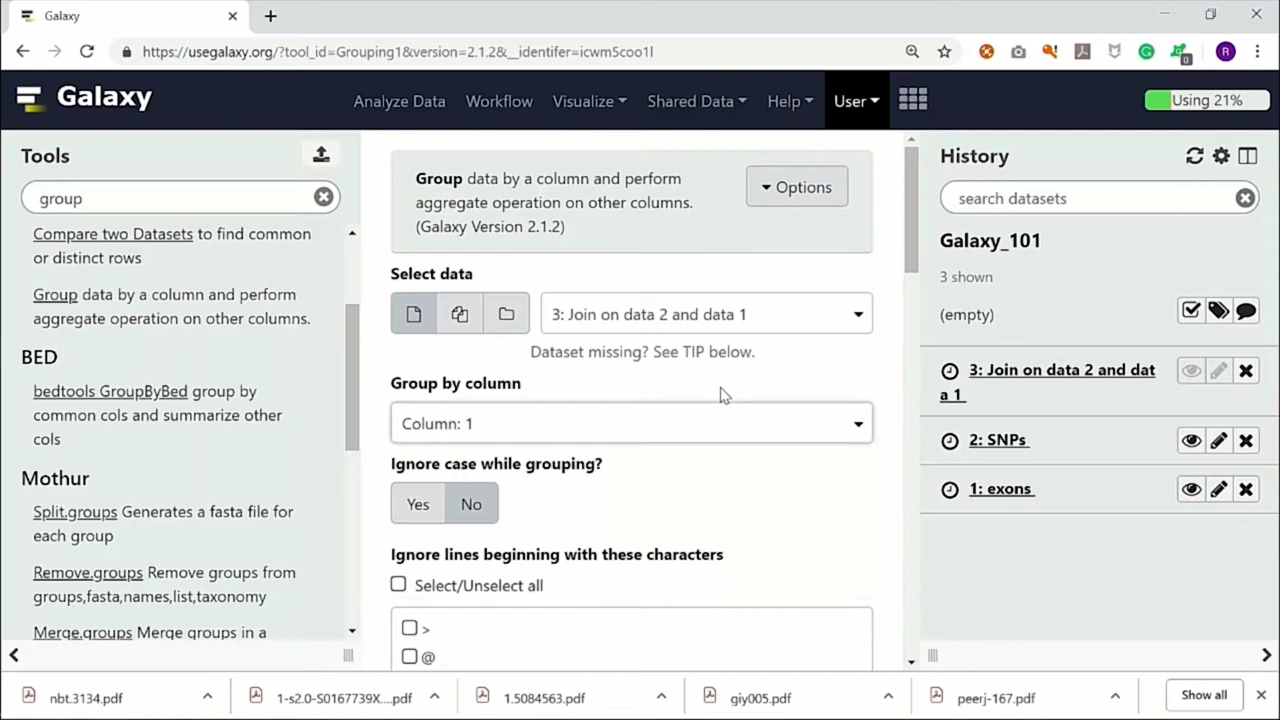 Galaxy
https://usegalaxy.org/?tool_id=Grouping1&version=2.1.2&__identifer=icwm5coo1l
0
R
Galaxy
Analyze Data
Workflow
Visualize
Shared Data
Help
User
Using 21%
Tools
group
Compare two Datasets to find common
or distinct rows
Group data by a column and perform
aggregate operation on other columns.
BED
bedtools GroupByBed group by
common cols and summarize other
cols
Mothur
Split.groups Generates a fasta file for
each group
Remove.groups Remove groups from
groups,fasta,names,list,taxonomy
Merge.groups Merge groups in a
Group data by a column and perform
aggregate operation on other columns.
(Galaxy Version 2.1.2)
Options
Select data
3: Join on data 2 and data 1
Dataset missing? See TIP below.
Group by column
Column: 1
Ignore case while grouping?
Yes
No
Ignore lines beginning with these characters
Select/Unselect all
>
@
History
search datasets
Galaxy_101
3 shown
(empty)
3: Join on data 2 and dat
a 1
2: SNPs
1: exons
nbt.3134.pdf
1-s2.0-S0167739X....pdf
1.5084563.pdf
giy005.pdf
peerj-167.pdf
Show all